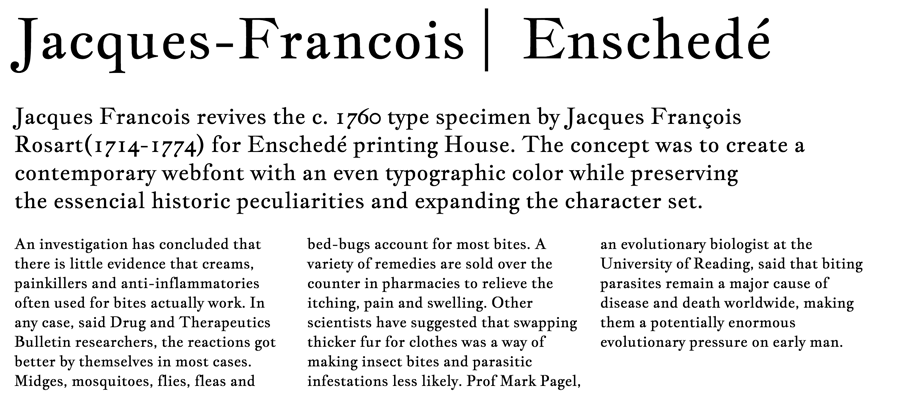 Jacques-Francois | Enschedé
Jacques Francois revives the c. 1760 type specimen by Jacques François
Rosart(1714-1774) for Enschedé printing House. The concept was to create a
contemporary webfont with an even typographic color while preserving
the essencial historic peculiarities and expanding the character set.
An investigation has concluded that
there is little evidence that creams,
painkillers and anti-inflammatories
often used for bites actually work. In
any case, said Drug and Therapeutics
Bulletin researchers, the reactions got
better by themselves in most cases.
Midges, mosquitoes, flies, fleas and
bed-bugs account for most bites. A
variety of remedies are sold over the
counter in pharmacies to relieve the
itching, pain and swelling. Other
scientists have suggested that swapping
thicker fur for clothes was a way of
making insect bites and parasitic
infestations less likely. Prof Mark Pagel,
an evolutionary biologist at the
University of Reading, said that biting
parasites remain a major cause of
disease and death worldwide, making
them a potentially enormous
evolutionary pressure on early man.